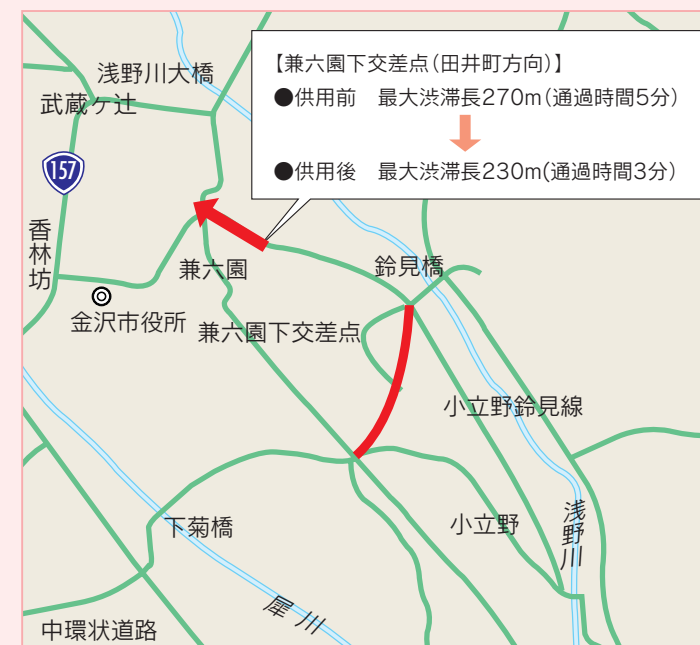 【兼六園下交差点(田井町方向)】
●供用前　最大渋滞長270m(通過時間5分)
●供用後　最大渋滞長230m(通過時間3分)
浅野川大橋
武蔵ケ辻
157
香林坊
兼六園
鈴見橋
金沢市役所
兼六園下交差点
小立野鈴見線
下菊橋
小立野
浅野川
犀川
中環状道路